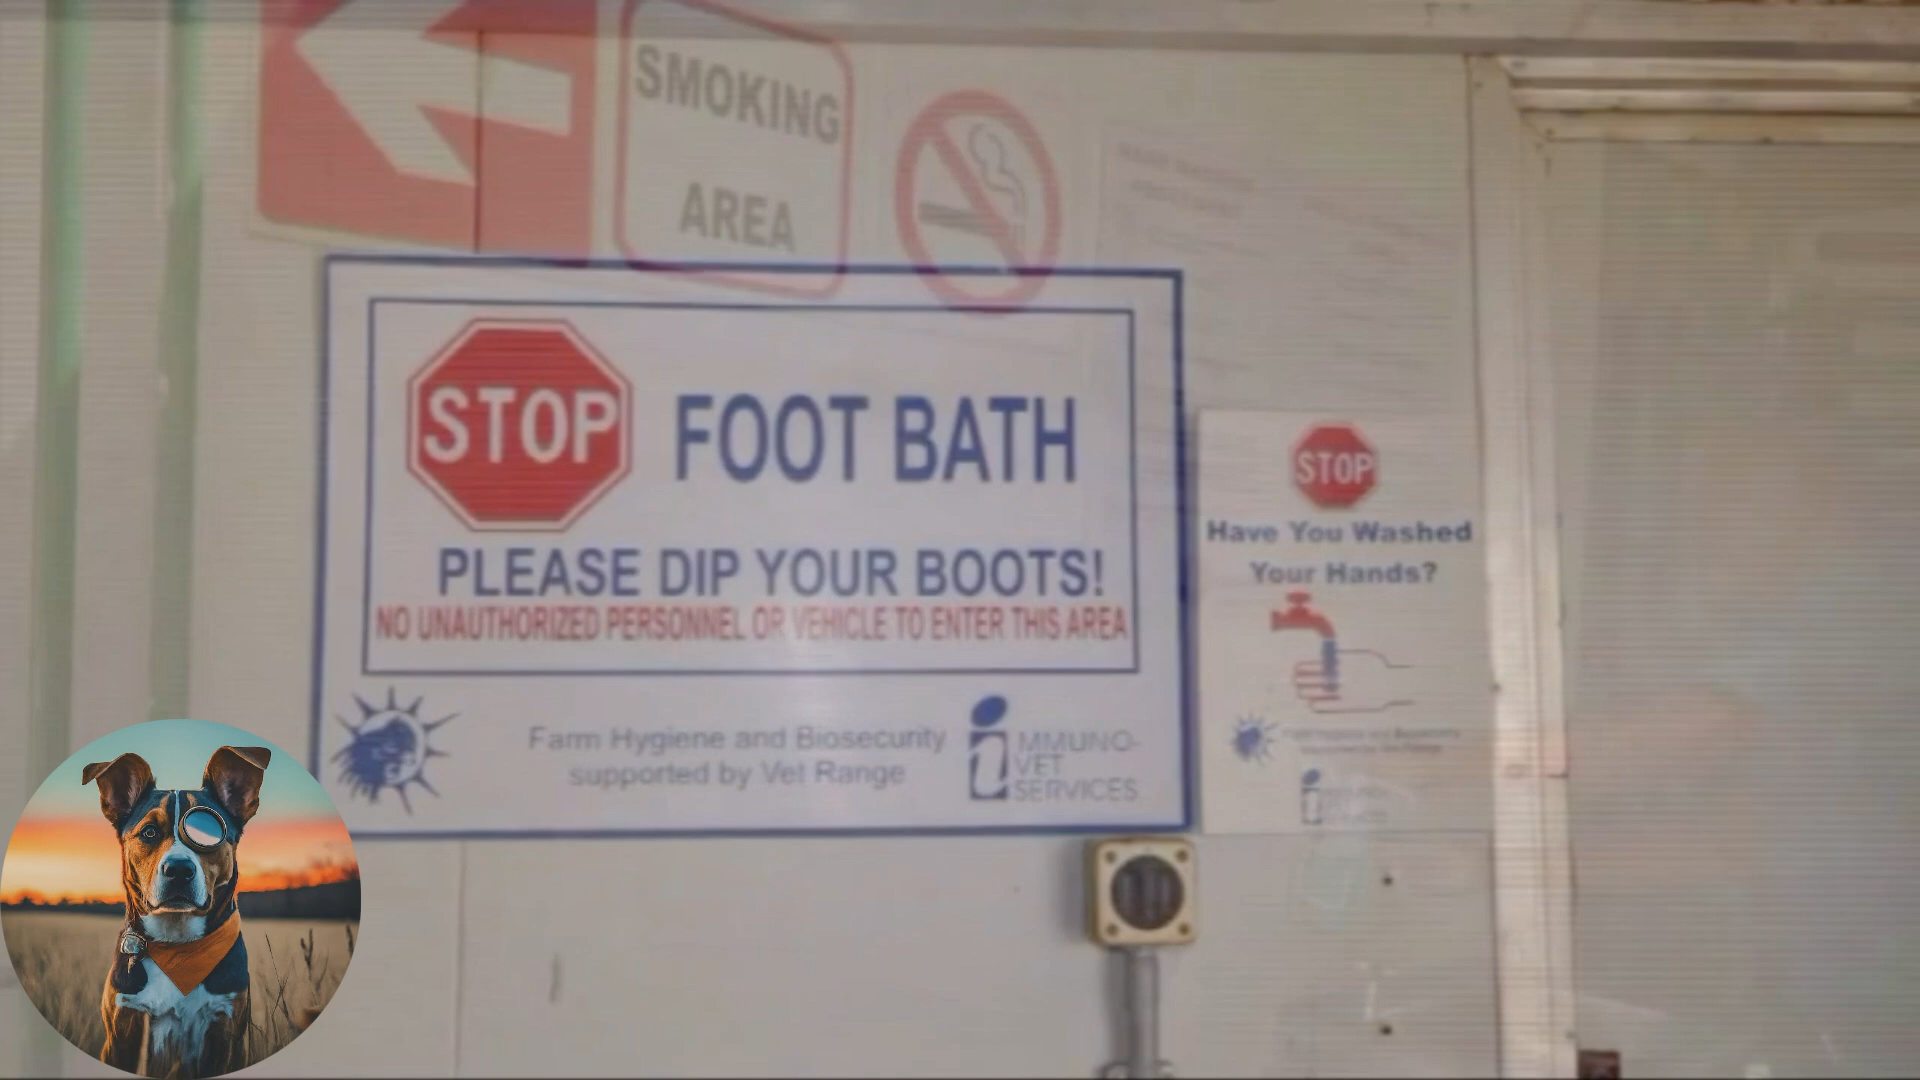 SMOKING
AREA
STOP
FOOT BATH
PLEASE DIP YOUR BOOTS!
NO UNAUTHORIZED PERSONNEL OR VEHICLE TO ENTER THIS AREA
Farm Hygiene and Biosecurity
supported by Vet Range
iMMUNO-
VET
SERVICES
STOP
Have You Washed
Your Hands?